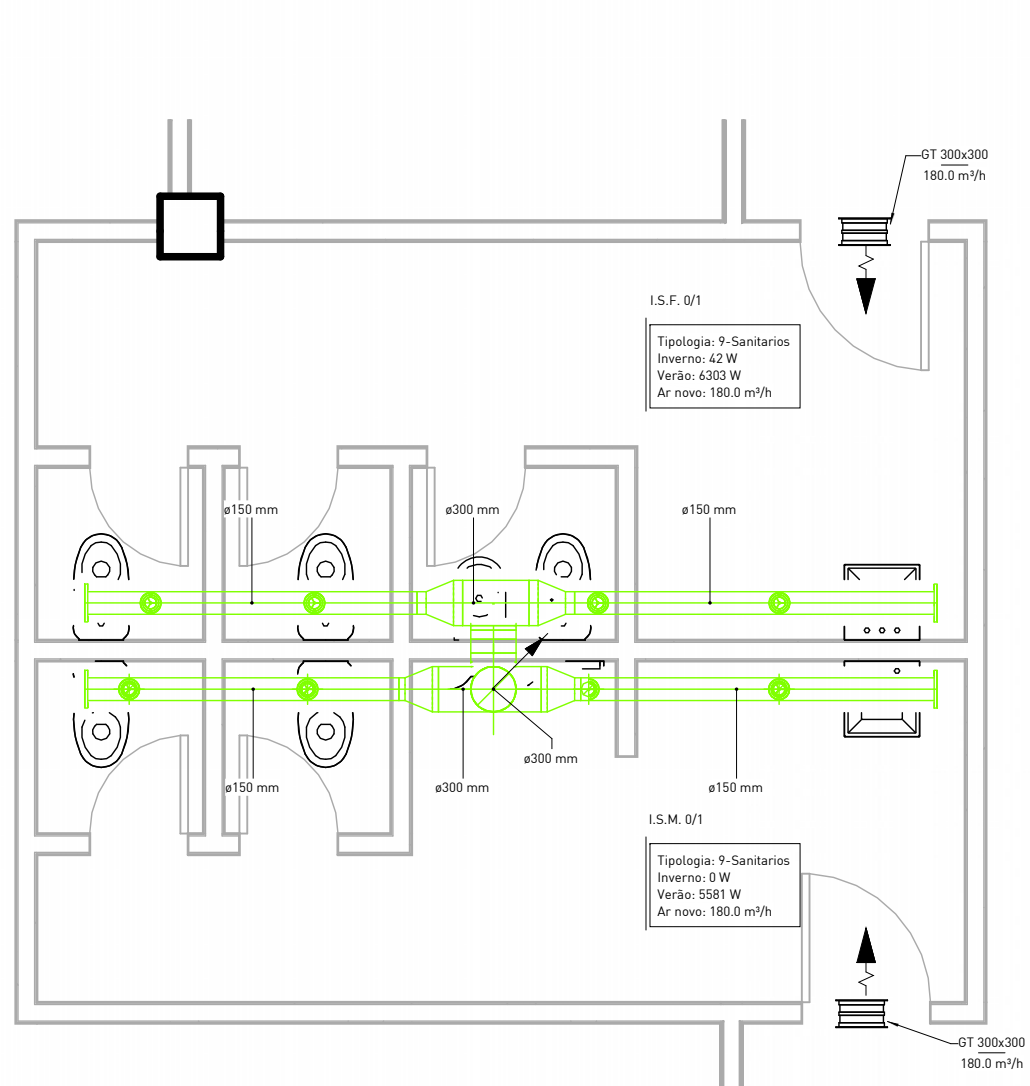 GT 300x300
180.0 m³/h
I.S.F. 0/1
Tipologia: 9-Sanitarios
Inverno: 42 W
Verão: 6303 W
Ar novo: 180.0 m³/h
ø150 mm
ø300 mm
ø150 mm
ø300 mm
ø150 mm
ø300 mm
ø150 mm
I.S.M. 0/1
Tipologia: 9-Sanitarios
Inverno: 0 W
Verão: 5581 W
Ar novo: 180.0 m³/h
GT 300x300
180.0 m³/h